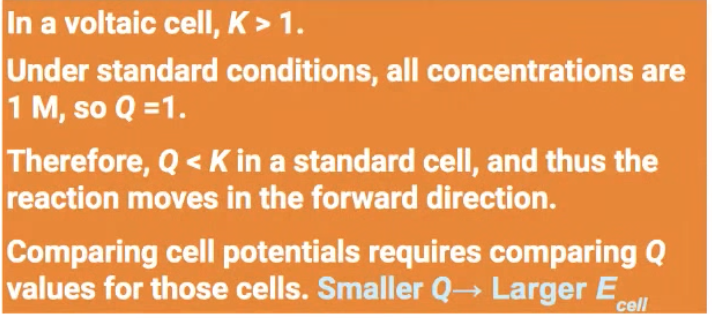 In a voltaic cell, K > 1.
Under standard conditions, all concentrations are
1 M, so Q =1.
Therefore, Q < K in a standard cell, and thus the
reaction moves in the forward direction.
Comparing cell potentials requires comparing Q
values for those cells. Smaller Q→ Larger E cell